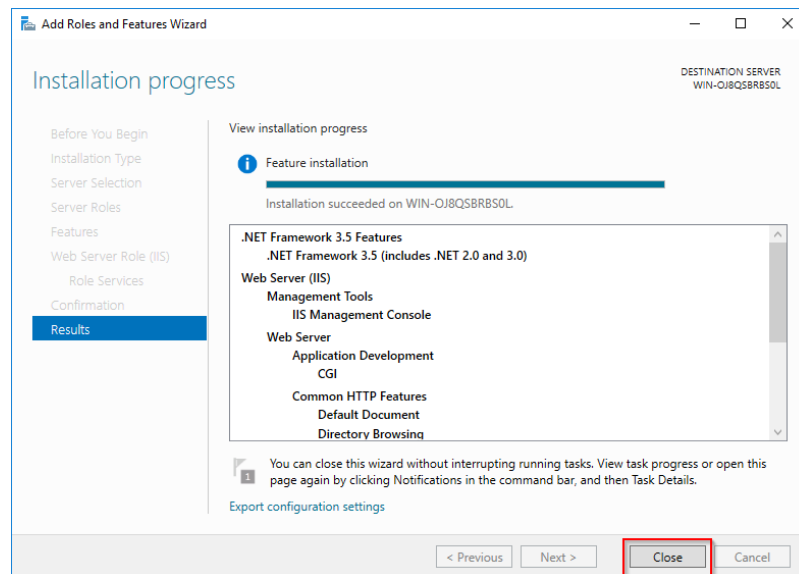 Add Roles and Features Wizard
Installation progress
DESTINATION SERVER
WIN-OJ8QSBRBS0L
Before You Begin
Installation Type
Server Selection
Server Roles
Features
Web Server Role (IIS)
Role Services
Confirmation
Results
View installation progress
Feature installation
Installation succeeded on WIN-OJ8QSBRBS0L.
.NET Framework 3.5 Features
.NET Framework 3.5 (includes .NET 2.0 and 3.0)
Web Server (IIS)
Management Tools
IIS Management Console
Web Server
Application Development
CGI
Common HTTP Features
Default Document
Directory Browsing
1
You can close this wizard without interrupting running tasks. View task progress or open this
page again by clicking Notifications in the command bar, and then Task Details.
Export configuration settings
< Previous
Next >
Close
Cancel